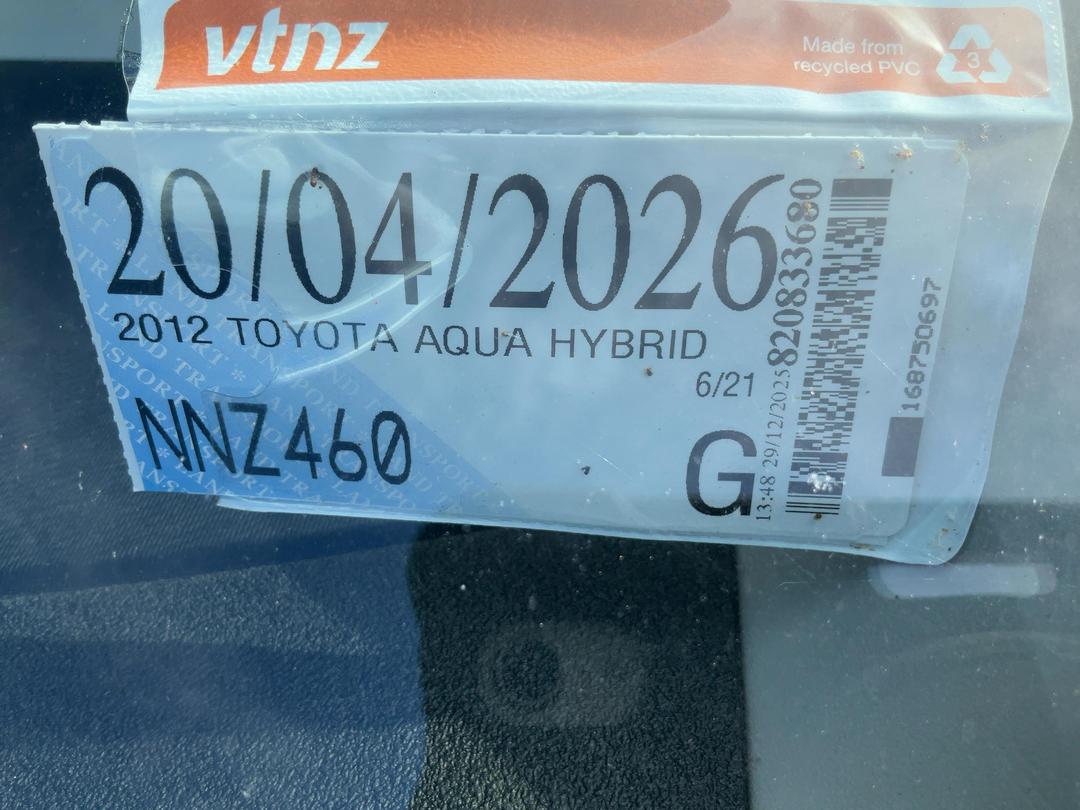 vtnz
Made from
recycled PVC
3
20/04/2026
2012 TOYOTA AQUA HYBRID
6/21
NNZ460
G
13:48 29/12/2025 820833680
168750697